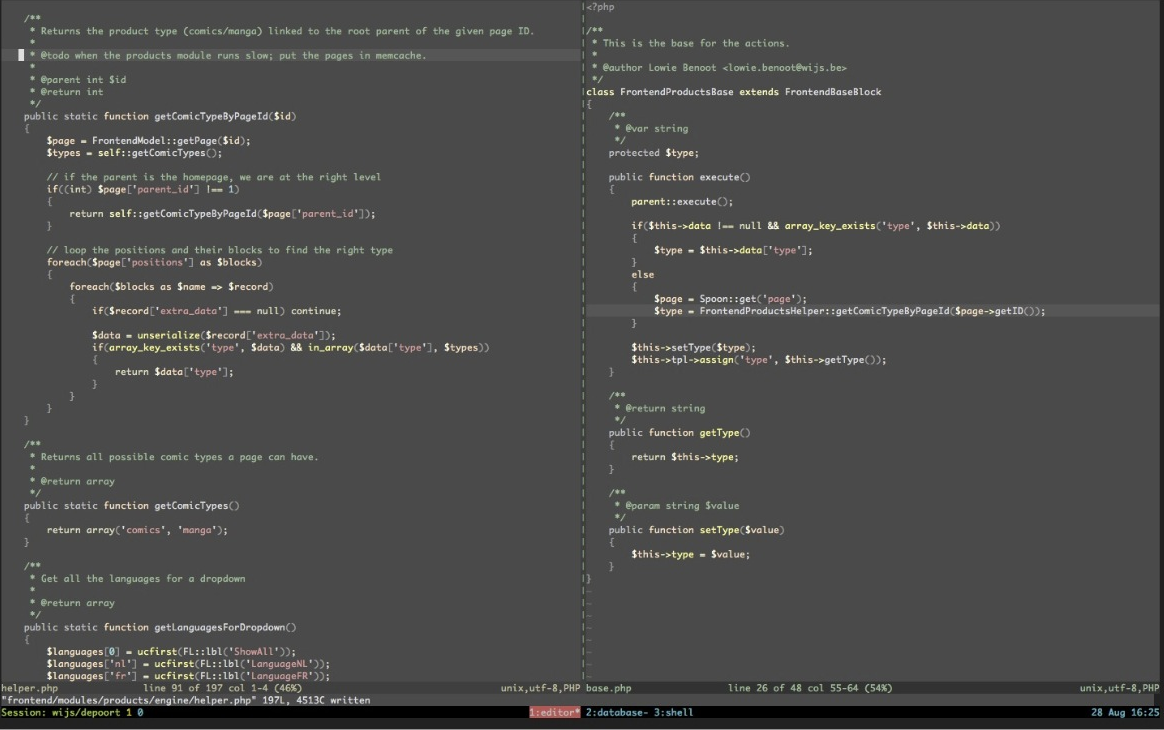 /**
 * Returns the product type (comics/manga) linked to the root parent of the given page ID.
 *
 * @todo when the products module runs slow; put the pages in memcache.
 *
 * @parent int $id
 * @return int
 */
public static function getComicTypeByPageId($id)
{
    $page = FrontendModel::getPage($id);
    $types = self::getComicTypes();

    // if the parent is the homepage, we are at the right level
    if((int) $page['parent_id'] !== 1)
    {
        return self::getComicTypeByPageId($page['parent_id']);
    }

    // loop the positions and their blocks to find the right type
    foreach($page['positions'] as $blocks)
    {
        foreach($blocks as $name => $record)
        {
            if($record['extra_data'] === null) continue;

            $data = unserialize($record['extra_data']);
            if(array_key_exists('type', $data) && in_array($data['type'], $types))
            {
                return $data['type'];
            }
        }
    }
}

/**
 * Returns all possible comic types a page can have.
 *
 * @return array
 */
public static function getComicTypes()
{
    return array('comics', 'manga');
}

/**
 * Get all the languages for a dropdown
 *
 * @return array
 */
public static function getLanguagesForDropdown()
{
    $languages[0] = ucfirst(FL::lbl('ShowAll'));
    $languages['nl'] = ucfirst(FL::lbl('LanguageNL'));
    $languages['fr'] = ucfirst(FL::lbl('LanguageFR'));
helper.php line 91 of 197 col 1-4 (46%) unix,utf-8,PHP
<?php

/**
 * This is the base for the actions.
 *
 * @author Lowie Benoot <lowie.benoot@wijs.be>
 */
class FrontendProductsBase extends FrontendBaseBlock
{
    /**
     * @var string
     */
    protected $type;

    public function execute()
    {
        parent::execute();

        if($this->data !== null && array_key_exists('type', $this->data))
        {
            $type = $this->data['type'];
        }
        else
        {
            $page = Spoon::get('page');
            $type = FrontendProductsHelper::getComicTypeByPageId($page->getID());
        }

        $this->setType($type);
        $this->tpl->assign('type', $this->getType());
    }

    /**
     * @return string
     */
    public function getType()
    {
        return $this->type;
    }

    /**
     * @param string $value
     */
    public function setType($value)
    {
        $this->type = $value;
    }
}
~
~
~
~
~
~
~
~
base.php line 26 of 48 col 55-64 (54%) unix,utf-8,PHP
"frontend/modules/products/engine/helper.php" 197L, 4513C written
Session: wijs/depoort 1 0 1:editor* 2:database- 3:shell 28 Aug 16:25